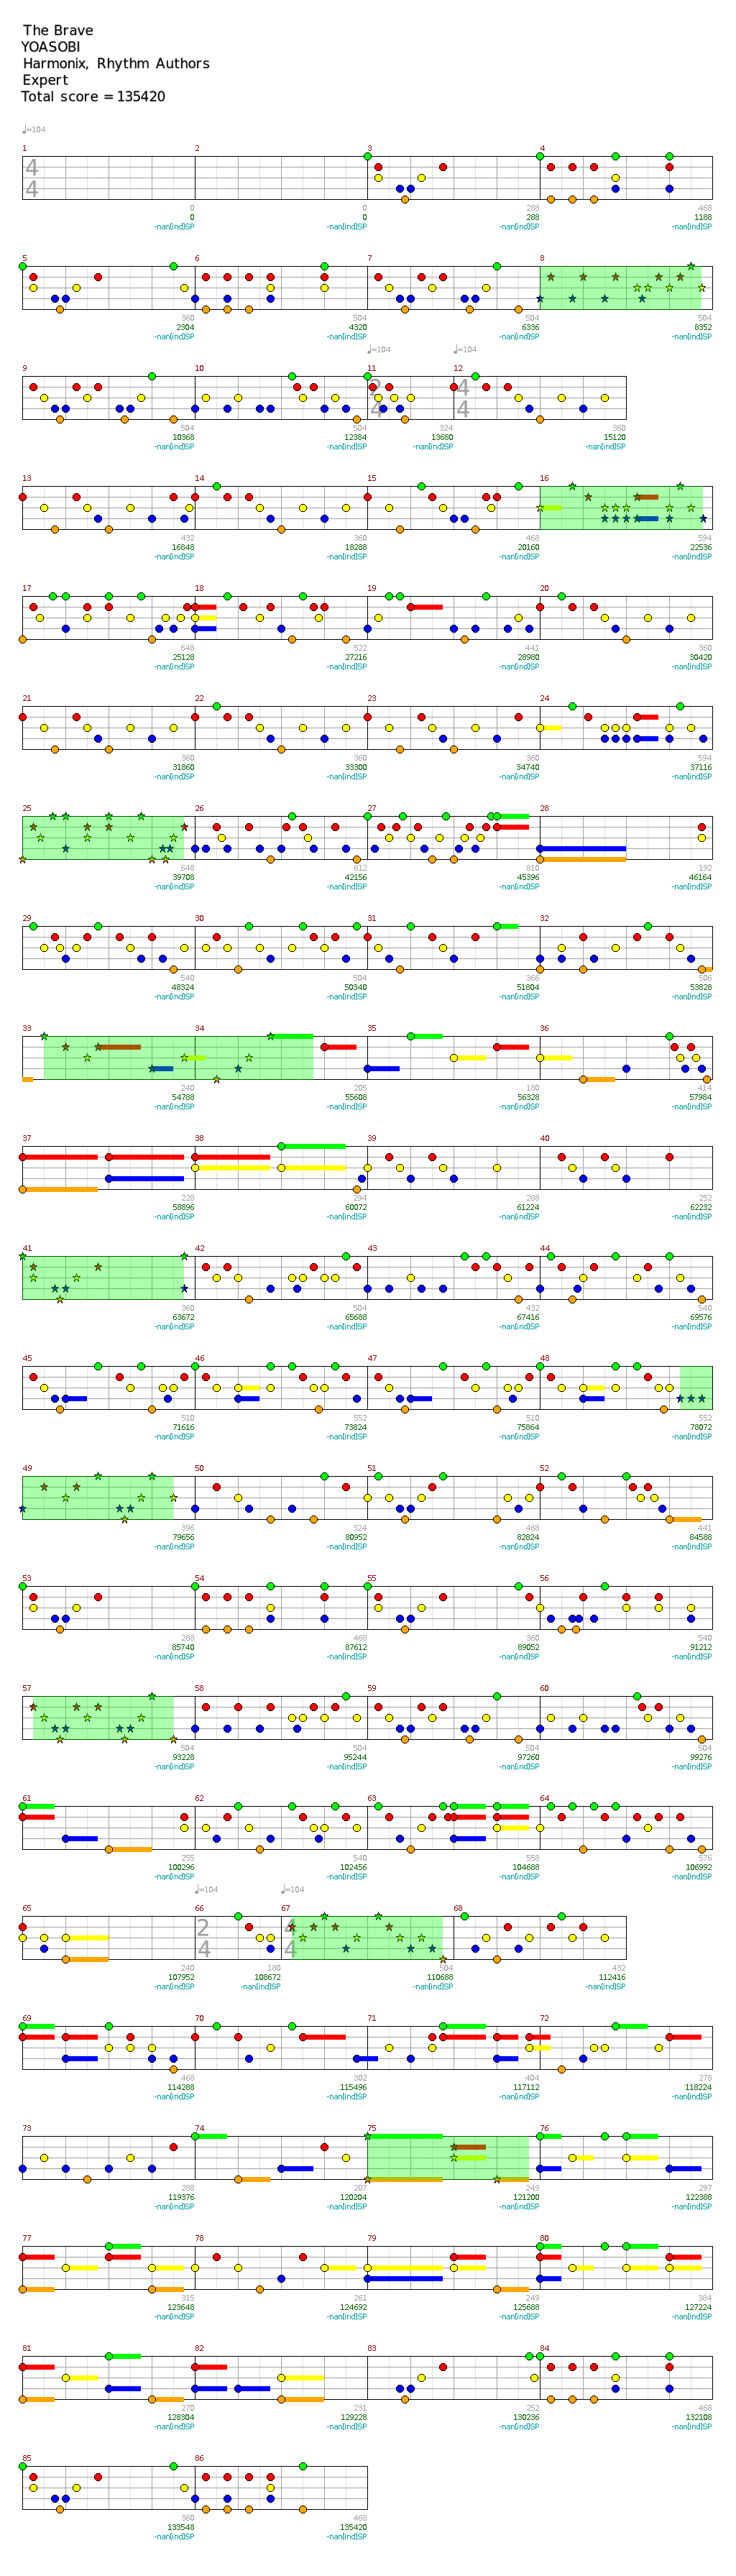 The Brave
YOASOBI
Harmonix, Rhythm Authors
Expert
Total score = 135420
♩=104
1 2 3 4
4
4
0 0 288 468
0 0 288 1188
-nan(ind)SP -nan(ind)SP -nan(ind)SP -nan(ind)SP
5 6 7 8
360 504 504 504
2304 4320 6336 8352
-nan(ind)SP -nan(ind)SP -nan(ind)SP -nan(ind)SP
♩=104 ♩=104
9 10 11 12
2 4
4 4
504 504 324 360
10368 12384 13680 15120
-nan(ind)SP -nan(ind)SP -nan(ind)SP -nan(ind)SP
13 14 15 16
432 360 468 594
16848 18288 20160 22536
-nan(ind)SP -nan(ind)SP -nan(ind)SP -nan(ind)SP
17 18 19 20
648 522 441 360
25128 27216 28980 30420
-nan(ind)SP -nan(ind)SP -nan(ind)SP -nan(ind)SP
21 22 23 24
360 360 360 594
31860 33300 34740 37116
-nan(ind)SP -nan(ind)SP -nan(ind)SP -nan(ind)SP
25 26 27 28
648 612 810 192
39708 42156 45396 46164
-nan(ind)SP -nan(ind)SP -nan(ind)SP -nan(ind)SP
29 30 31 32
540 504 366 506
48324 50340 51804 53828
-nan(ind)SP -nan(ind)SP -nan(ind)SP -nan(ind)SP
33 34 35 36
240 205 180 414
54788 55608 56328 57984
-nan(ind)SP -nan(ind)SP -nan(ind)SP -nan(ind)SP
37 38 39 40
228 294 288 252
58896 60072 61224 62232
-nan(ind)SP -nan(ind)SP -nan(ind)SP -nan(ind)SP
41 42 43 44
360 504 432 540
63672 65688 67416 69576
-nan(ind)SP -nan(ind)SP -nan(ind)SP -nan(ind)SP
45 46 47 48
510 552 510 552
71616 73824 75864 78072
-nan(ind)SP -nan(ind)SP -nan(ind)SP -nan(ind)SP
49 50 51 52
396 324 468 441
79656 80952 82824 84588
-nan(ind)SP -nan(ind)SP -nan(ind)SP -nan(ind)SP
53 54 55 56
288 468 360 540
85740 87612 89052 91212
-nan(ind)SP -nan(ind)SP -nan(ind)SP -nan(ind)SP
57 58 59 60
504 504 504 504
93228 95244 97260 99276
-nan(ind)SP -nan(ind)SP -nan(ind)SP -nan(ind)SP
61 62 63 64
255 540 558 576
100296 102456 104688 106992
-nan(ind)SP -nan(ind)SP -nan(ind)SP -nan(ind)SP
♩=104 ♩=104
65 66 67 68
2 4
4 4
240 180 504 432
107952 108672 110688 112416
-nan(ind)SP -nan(ind)SP -nan(ind)SP -nan(ind)SP
69 70 71 72
468 302 404 278
114288 115496 117112 118224
-nan(ind)SP -nan(ind)SP -nan(ind)SP -nan(ind)SP
73 74 75 76
288 207 249 297
119376 120204 121200 122388
-nan(ind)SP -nan(ind)SP -nan(ind)SP -nan(ind)SP
77 78 79 80
315 261 249 384
123648 124692 125688 127224
-nan(ind)SP -nan(ind)SP -nan(ind)SP -nan(ind)SP
81 82 83 84
270 231 252 468
128304 129228 130236 132108
-nan(ind)SP -nan(ind)SP -nan(ind)SP -nan(ind)SP
85 86
360 468
133548 135420
-nan(ind)SP -nan(ind)SP